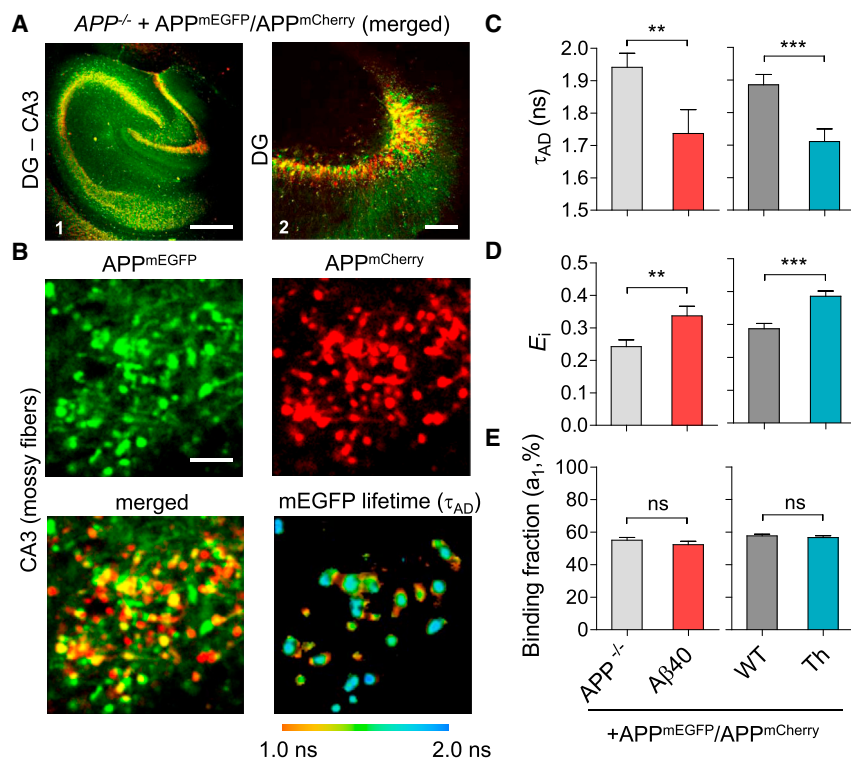 A
APP-/- + APPmEGFP/APPmCherry (merged)
DG – CA3
1
DG
2
B
APPmEGFP
APPmCherry
CA3 (mossy fibers)
merged
mEGFP lifetime (τAD)
1.0 ns
2.0 ns
C
τAD (ns)
2.0
1.9
1.8
1.7
1.6
1.5
**
***
D
Ei
0.5
0.4
0.3
0.2
0.1
0.0
**
***
E
Binding fraction (a1,%)
100
80
60
40
20
0
ns
ns
APP-/-
Aβ40
WT
Th
+APPmEGFP/APPmCherry